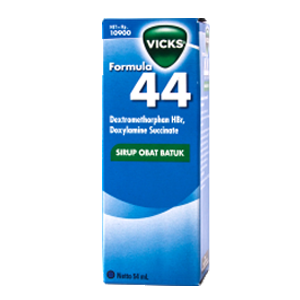 HET: Rp.
10900
VICKS
Formula
44
Dextromethorphan HBr,
Doxylamine Succinate
SIRUP OBAT BATUK
Netto 54 mL